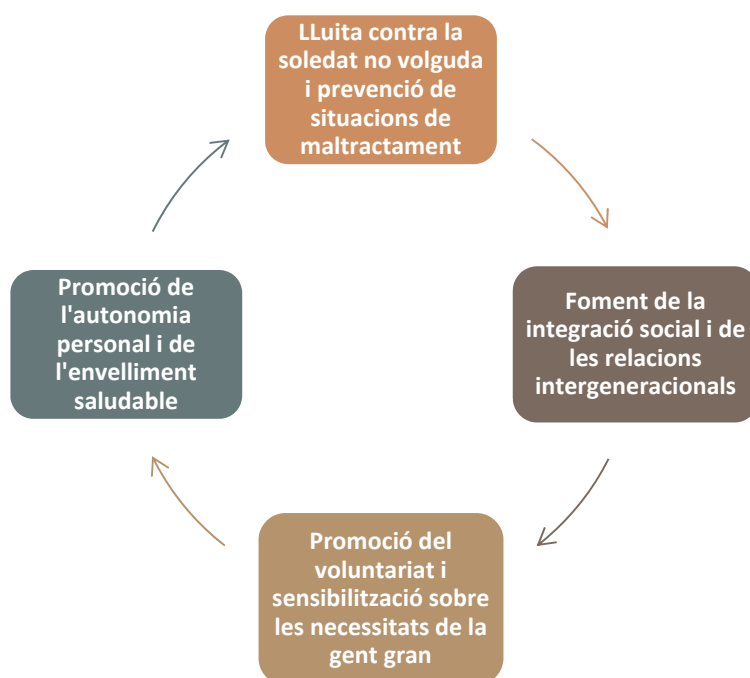 LLuita contra la
soledat no volguda
i prevenció de
situacions de
maltractament
Foment de la
integració social i de
les relacions
intergeneracionals
Promoció del
voluntariat i
sensibilització sobre
les necessitats de la
gent gran
Promoció de
l'autonomia
personal i de
l'envelliment
saludable